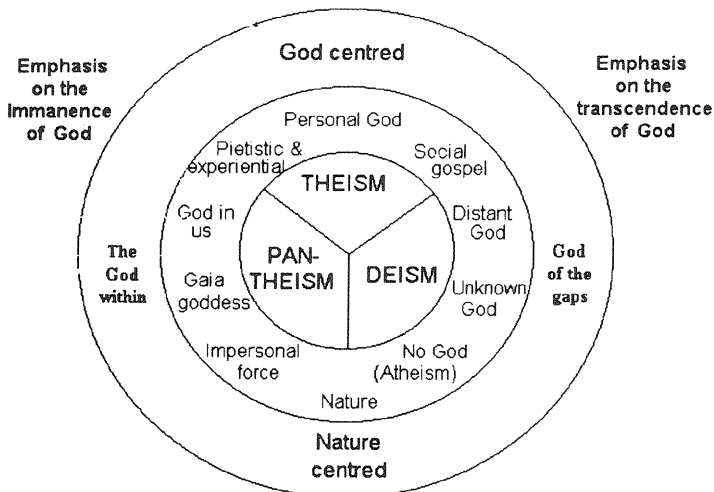 God centred
Emphasis
on the
Immanence
of God
Emphasis
on the
transcendence
of God
Personal God
Pietistic &
experiential
Social
gospel
THEISM
God in
us
Distant
God
The
God
within
PAN-
THEISM
DEISM
God
of the
gaps
Gaia
goddess
Unknown
God
Impersonal
force
No God
(Atheism)
Nature
Nature
centred